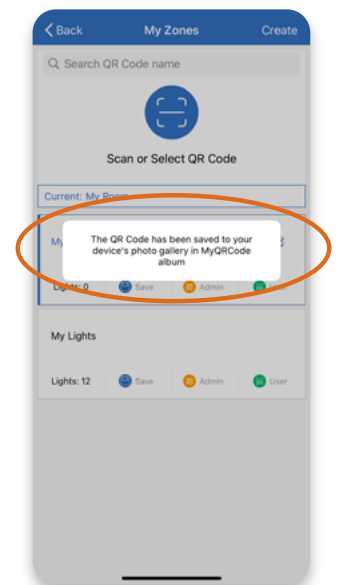 Back My Zones Create
Search QR Code name
Scan or Select QR Code
Current: My Room
My
The QR Code has been saved to your
device's photo gallery in MyQRCode
album
Lights: 0 Save Admin User
My Lights
Lights: 12 Save Admin User